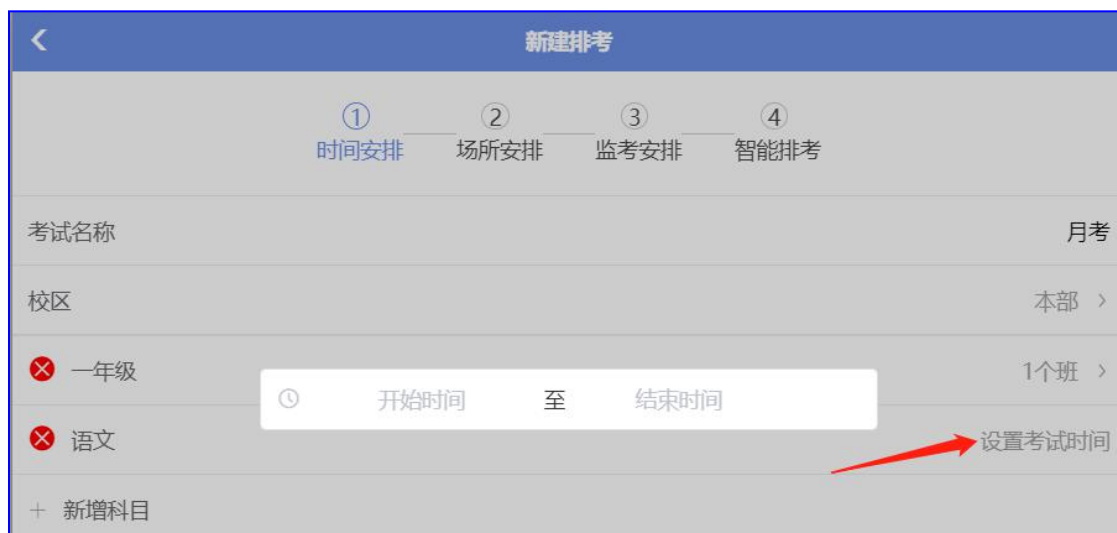 新建排考
① ② ③ ④
时间安排 场所安排 监考安排 智能排考
考试名称 月考
校区 本部
一年级 1个班
开始时间 至 结束时间
语文 设置考试时间
+ 新增科目